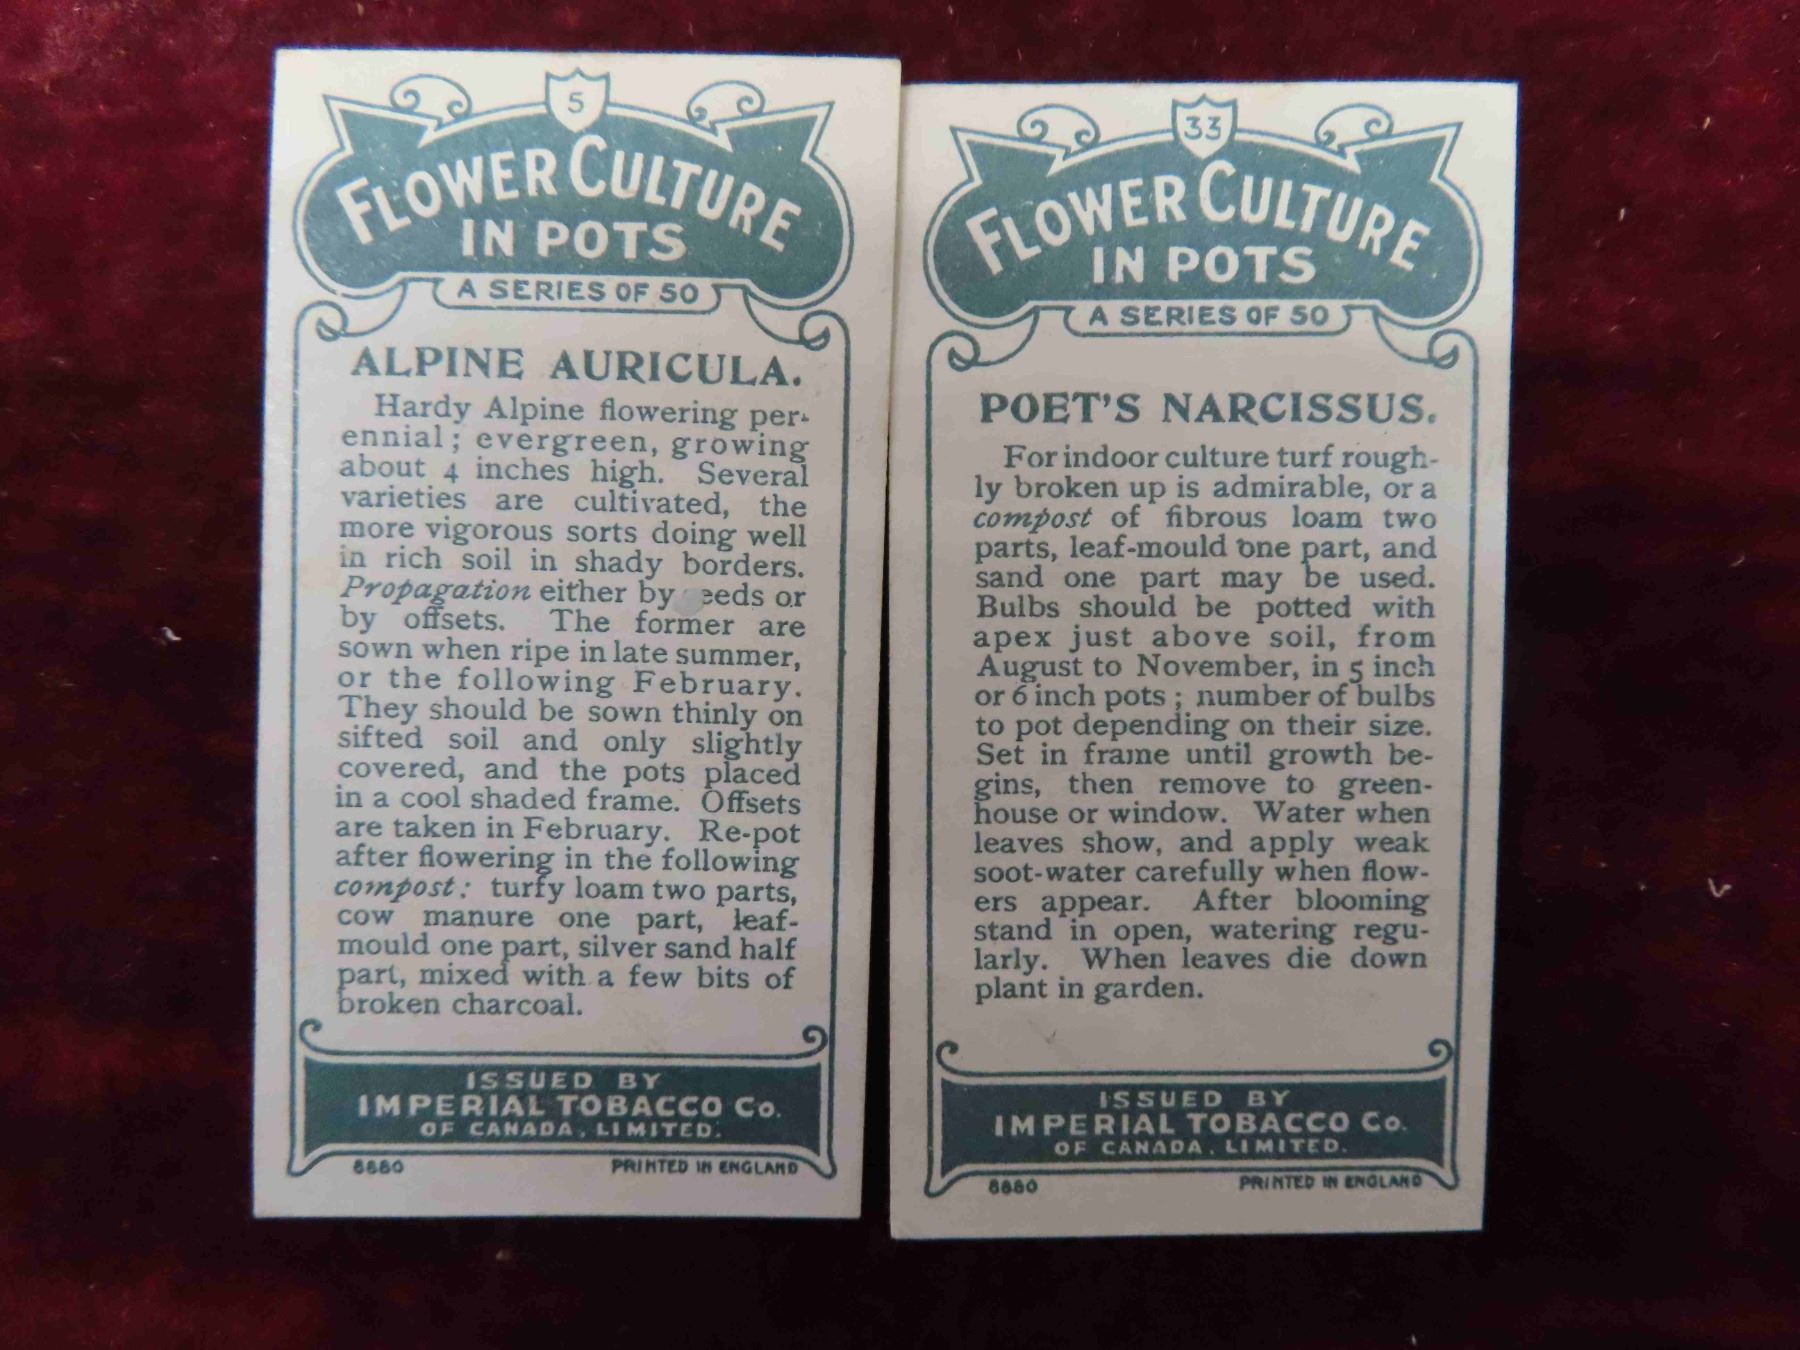 5
FLOWER CULTURE
IN POTS
A SERIES OF 50
ALPINE AURICULA.
Hardy Alpine flowering per-
ennial; evergreen, growing
about 4 inches high. Several
varieties are cultivated, the
more vigorous sorts doing well
in rich soil in shady borders.
Propagation either by eeds or
by offsets. The former are
sown when ripe in late summer,
or the following February.
They should be sown thinly on
sifted soil and only slightly
covered, and the pots placed
in a cool shaded frame. Offsets
are taken in February. Re-pot
after flowering in the following
compost: turfy loam two parts,
cow manure one part, leaf-
mould one part, silver sand half
part, mixed with a few bits of
broken charcoal.
ISSUED BY
IMPERIAL TOBACCO Co.
OF CANADA, LIMITED.
8880 PRINTED IN ENGLAND
33
FLOWER CULTURE
IN POTS
A SERIES OF 50
POET'S NARCISSUS.
For indoor culture turf rough-
ly broken up is admirable, or a
compost of fibrous loam two
parts, leaf-mould one part, and
sand one part may be used.
Bulbs should be potted with
apex just above soil, from
August to November, in 5 inch
or 6 inch pots; number of bulbs
to pot depending on their size.
Set in frame until growth be-
gins, then remove to green-
house or window. Water when
leaves show, and apply weak
soot-water carefully when flow-
ers appear. After blooming
stand in open, watering regu-
larly. When leaves die down
plant in garden.
ISSUED BY
IMPERIAL TOBACCO Co.
OF CANADA, LIMITED.
8880 PRINTED IN ENGLAND